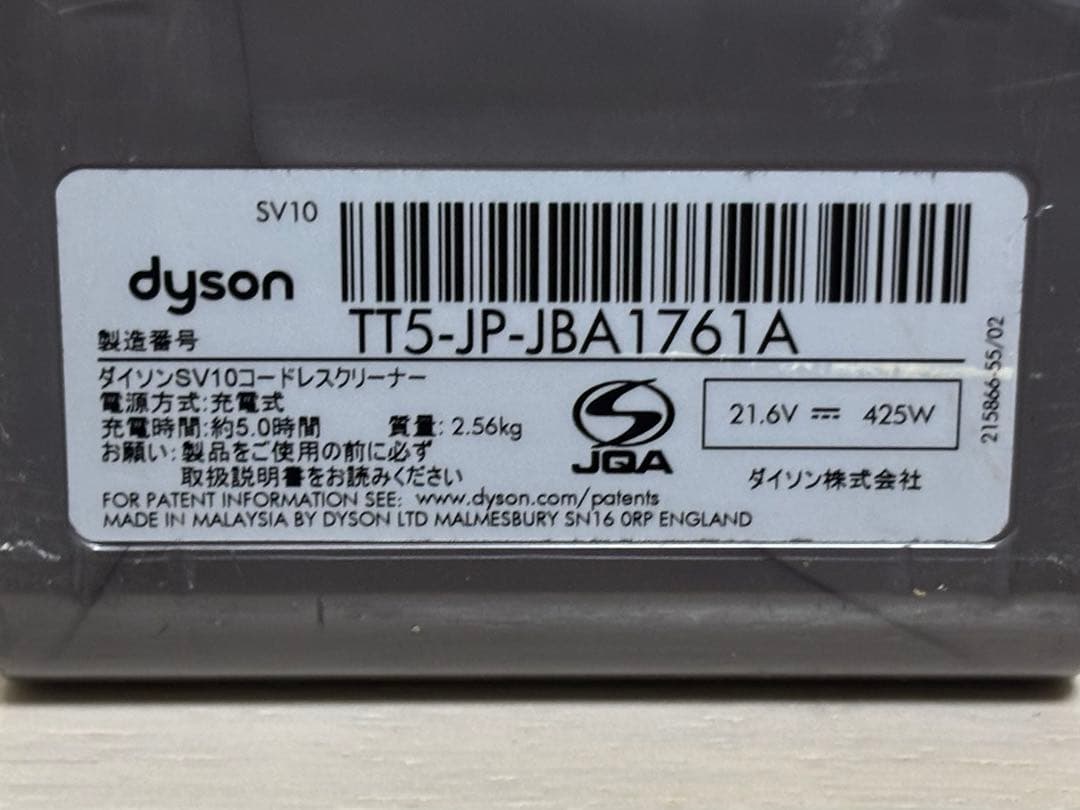 SV10
dyson
製造番号
TT5-JP-JBA1761A
ダイソンSV10コードレスクリーナー
電源方式:充電式
充電時間:約5.0時間 質量: 2.56kg
お願い:製品をご使用の前に必ず
取扱説明書をお読みください
FOR PATENT INFORMATION SEE: www.dyson.com/patents
MADE IN MALAYSIA BY DYSON LTD MALMESBURY SN16 0RP ENGLAND
JQA
21.6V ⎓ 425W
ダイソン株式会社
215866-55/02